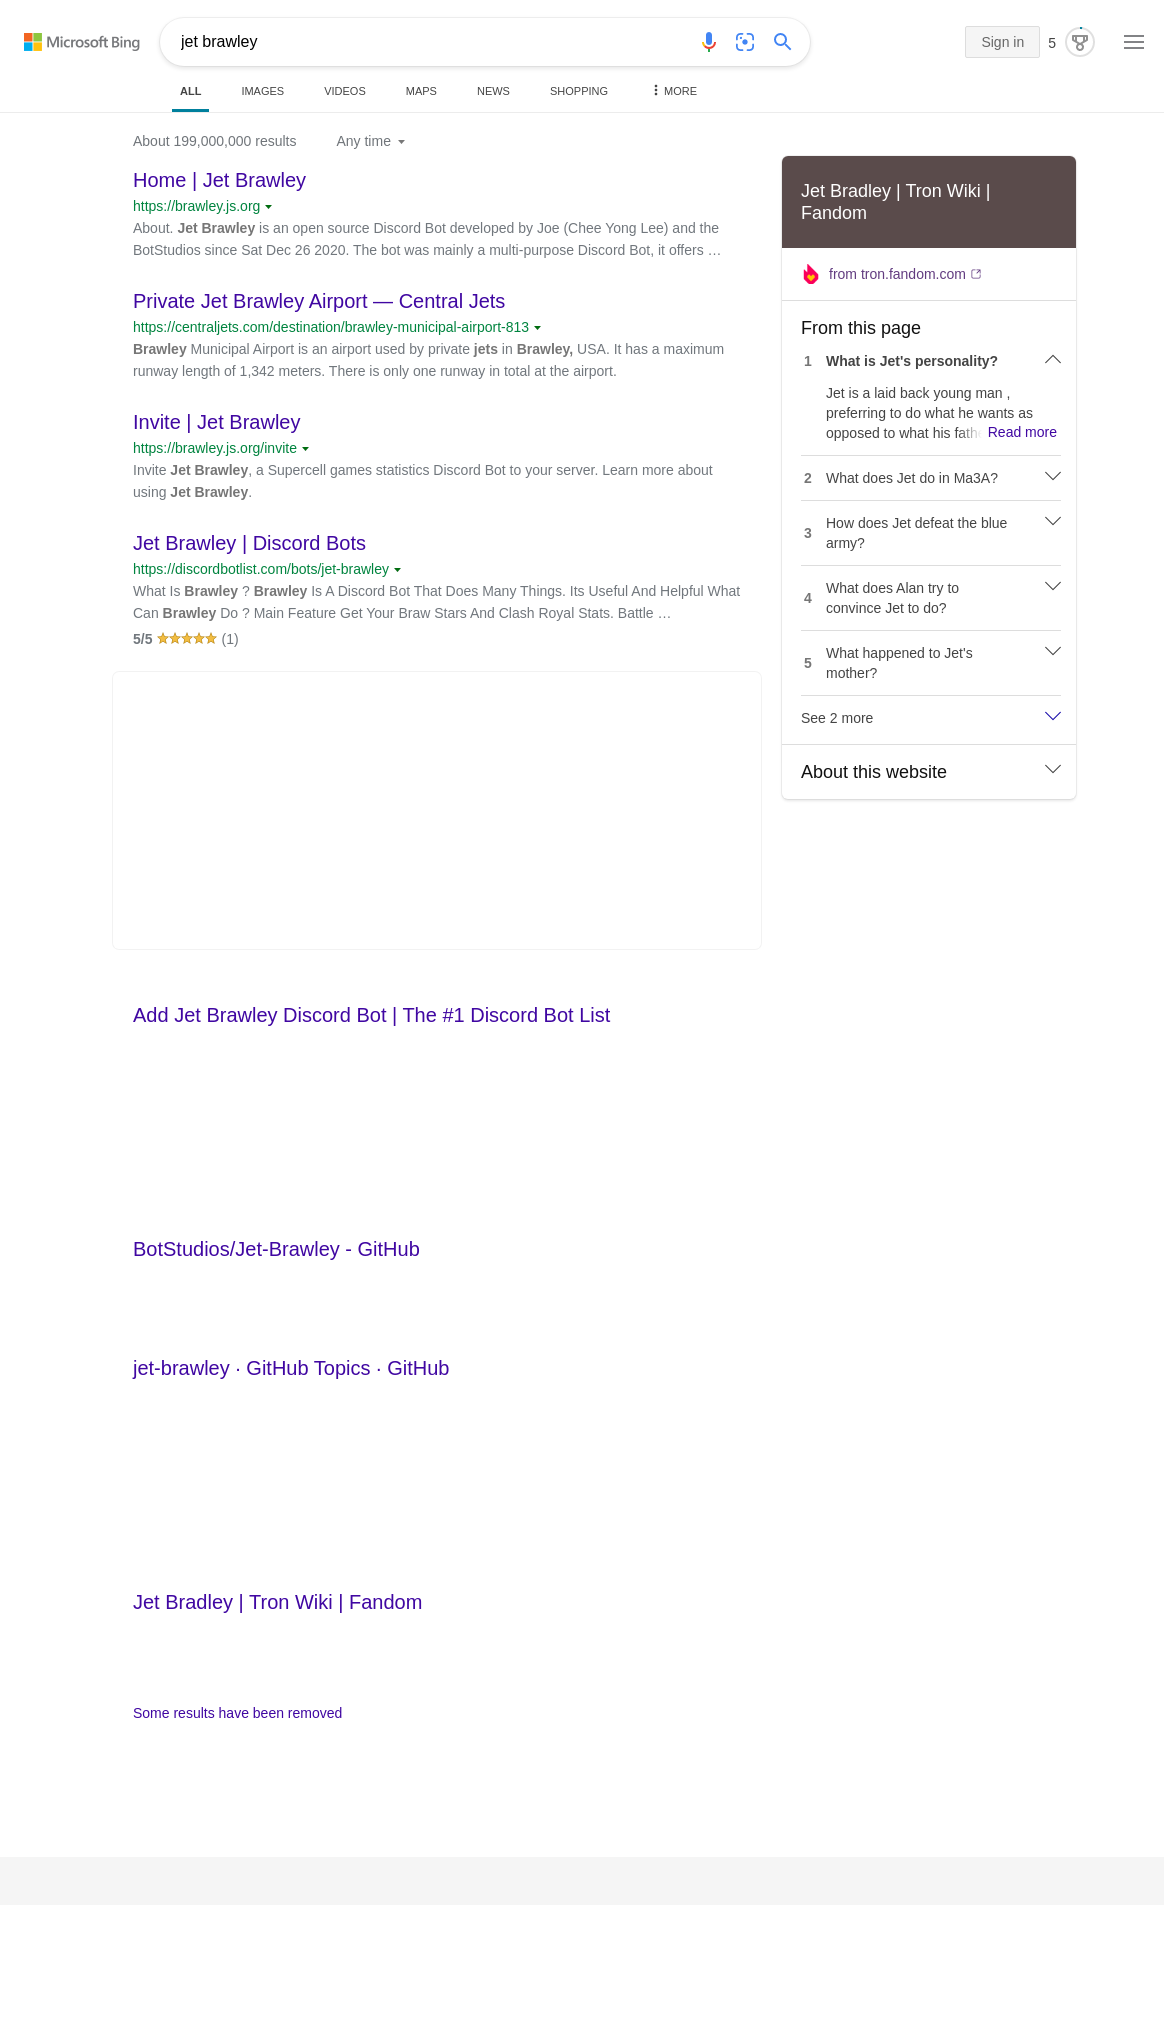 Microsoft Bing
jet brawley
Sign in
5
ALL
IMAGES
VIDEOS
MAPS
NEWS
SHOPPING
MORE
About 199,000,000 results
Any time
Home | Jet Brawley
https://brawley.js.org
About. Jet Brawley is an open source Discord Bot developed by Joe (Chee Yong Lee) and the
BotStudios since Sat Dec 26 2020. The bot was mainly a multi-purpose Discord Bot, it offers …
Private Jet Brawley Airport — Central Jets
https://centraljets.com/destination/brawley-municipal-airport-813
Brawley Municipal Airport is an airport used by private jets in Brawley, USA. It has a maximum
runway length of 1,342 meters. There is only one runway in total at the airport.
Invite | Jet Brawley
https://brawley.js.org/invite
Invite Jet Brawley, a Supercell games statistics Discord Bot to your server. Learn more about
using Jet Brawley.
Jet Brawley | Discord Bots
https://discordbotlist.com/bots/jet-brawley
What Is Brawley ? Brawley Is A Discord Bot That Does Many Things. Its Useful And Helpful What
Can Brawley Do ? Main Feature Get Your Braw Stars And Clash Royal Stats. Battle …
5/5 (1)
Add Jet Brawley Discord Bot | The #1 Discord Bot List
BotStudios/Jet-Brawley - GitHub
jet-brawley · GitHub Topics · GitHub
Jet Bradley | Tron Wiki | Fandom
Some results have been removed
Jet Bradley | Tron Wiki |
Fandom
from tron.fandom.com
From this page
1 What is Jet's personality?
Jet is a laid back young man ,
preferring to do what he wants as
opposed to what his fathe Read more
2 What does Jet do in Ma3A?
3 How does Jet defeat the blue
army?
4 What does Alan try to
convince Jet to do?
5 What happened to Jet's
mother?
See 2 more
About this website